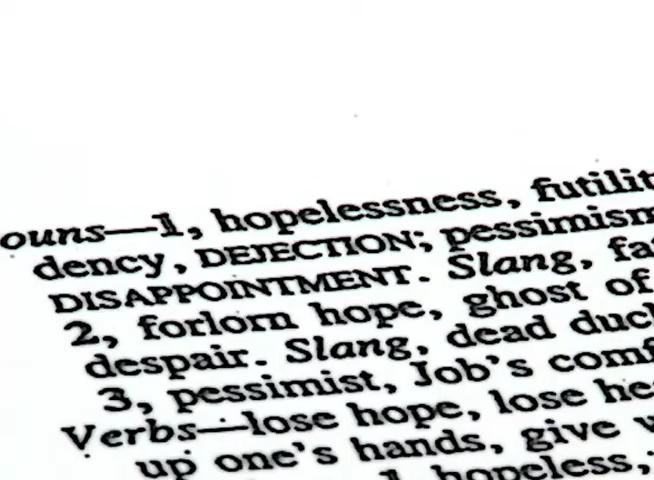 ouns—1, hopelessness, futilit
dency, DEJECTION; pessimism
DISAPPOINTMENT. Slang, fa
2, forlorn hope, ghost of
despair. Slang, dead duc
3, pessimist, Job's comf
Verbs—lose hope, lose he
up one's hands, give
1, hopeless,